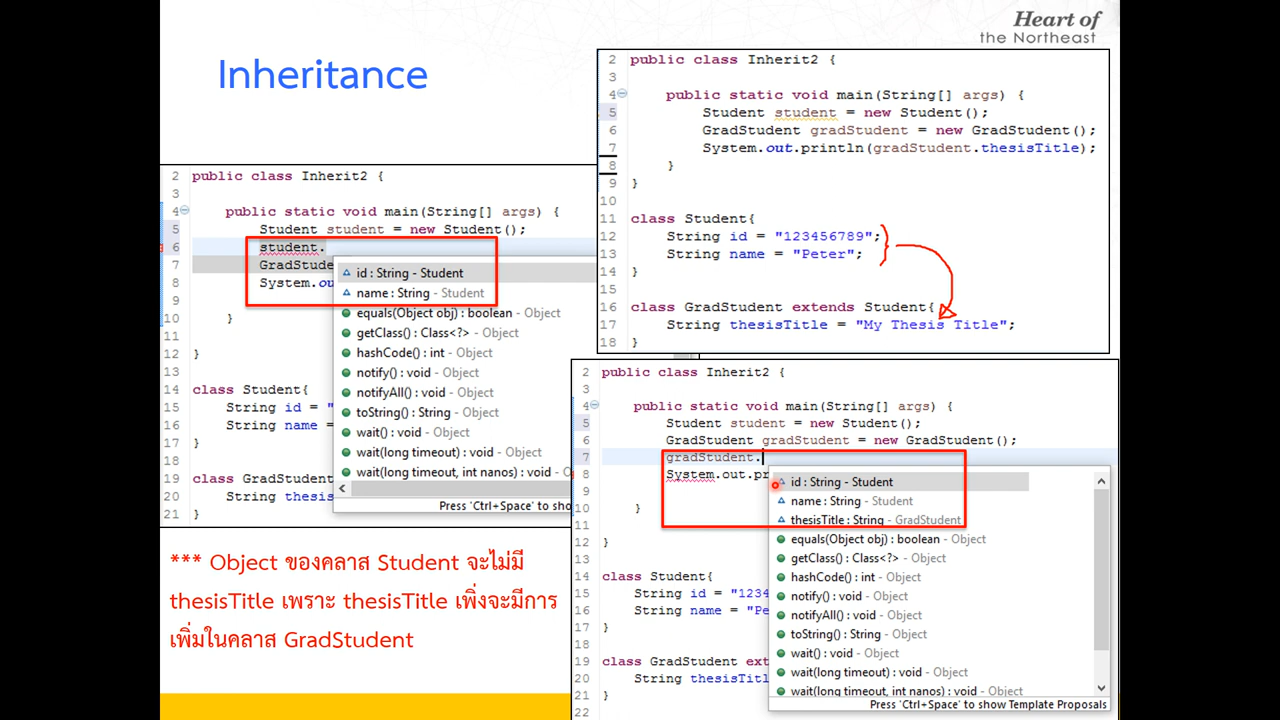 Heart of
the Northeast
Inheritance
2 public class Inherit2 {
3
4 public static void main(String[] args) {
5 Student student = new Student();
6 GradStudent gradStudent = new GradStudent();
7 System.out.println(gradStudent.thesisTitle);
8 }
9 }
10
11 class Student{
12 String id = "123456789";
13 String name = "Peter";
14 }
15
16 class GradStudent extends Student{
17 String thesisTitle = "My Thesis Title";
18 }
2 public class Inherit2 {
3
4 public static void main(String[] args) {
5 Student student = new Student();
6 student.
7 GradStude
8 System.ou
9
10 }
11
12 }
13
14 class Student{
15 String id = "
16 String name =
17 }
18
19 class GradStudent
20 String thesis
21 }
id : String - Student
name : String - Student
equals(Object obj) : boolean - Object
getClass() : Class<?> - Object
hashCode() : int - Object
notify() : void - Object
notifyAll() : void - Object
toString() : String - Object
wait() : void - Object
wait(long timeout) : void - Object
wait(long timeout, int nanos) : void - Object
Press 'Ctrl+Space' to sho
2 public class Inherit2 {
3
4 public static void main(String[] args) {
5 Student student = new Student();
6 GradStudent gradStudent = new GradStudent();
7 gradStudent.
8 System.out.pr
9
10 }
11
12 }
13
14 class Student{
15 String id = "1234
16 String name = "Pe
17 }
18
19 class GradStudent ext
20 String thesisTitl
21 }
22
id : String - Student
name : String - Student
thesisTitle : String - GradStudent
equals(Object obj) : boolean - Object
getClass() : Class<?> - Object
hashCode() : int - Object
notify() : void - Object
notifyAll() : void - Object
toString() : String - Object
wait() : void - Object
wait(long timeout) : void - Object
wait(long timeout, int nanos) : void - Object
Press 'Ctrl+Space' to show Template Proposals
*** Object ของคลาส Student จะไม่มี
thesisTitle เพราะ thesisTitle เพิ่งจะมีการ
เพิ่มในคลาส GradStudent